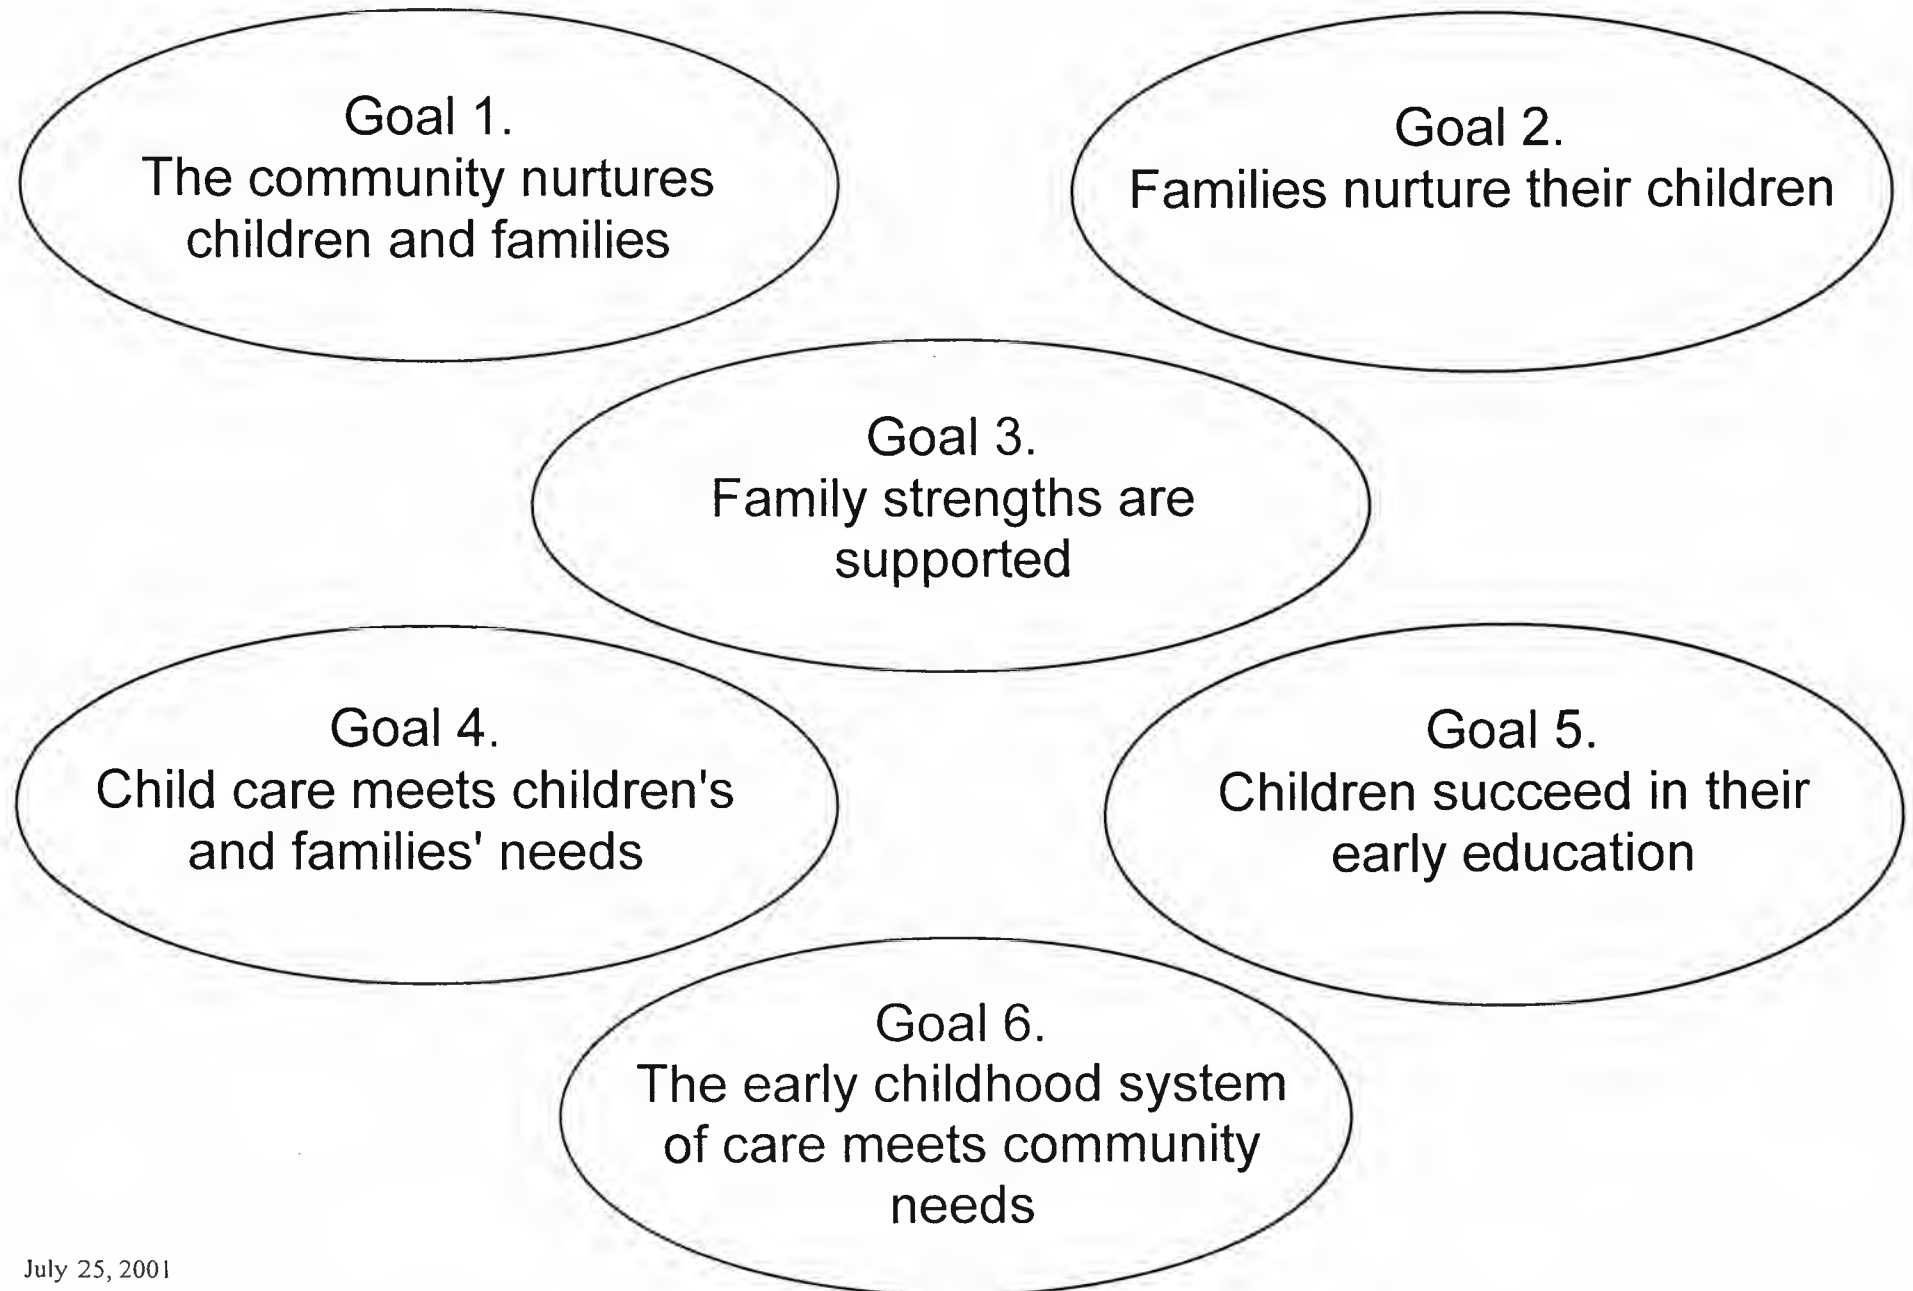 Goal 1.
The community nurtures
children and families
Goal 2.
Families nurture their children
Goal 3.
Family strengths are
supported
Goal 4.
Child care meets children's
and families' needs
Goal 5.
Children succeed in their
early education
Goal 6.
The early childhood system
of care meets community
needs
July 25, 2001